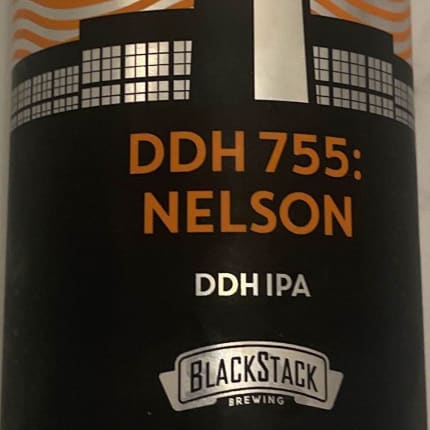 DDH 755:
NELSON
DDH IPA
BLACKSTACK
BREWING